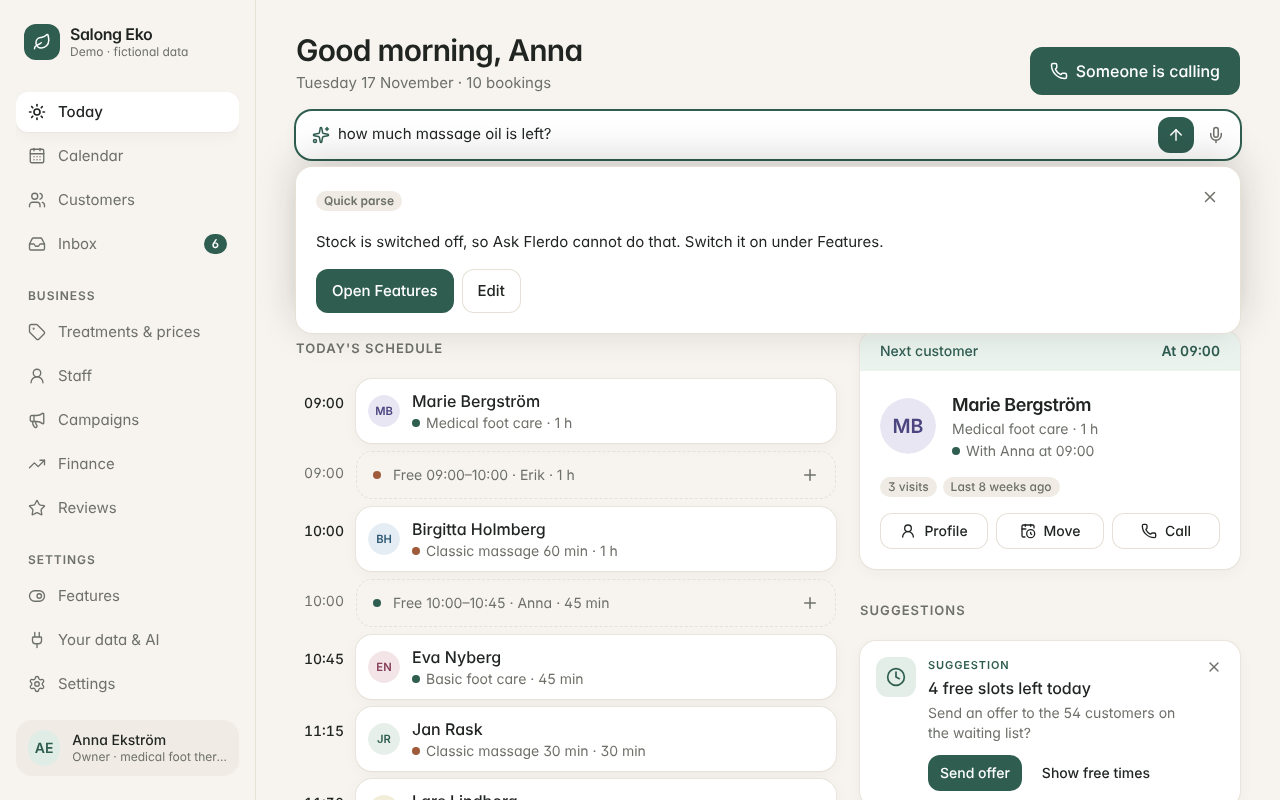 Salong Eko
Demo · fictional data
Today
Calendar
Customers
Inbox
6
BUSINESS
Treatments & prices
Staff
Campaigns
Finance
Reviews
SETTINGS
Features
Your data & AI
Settings
AE
Anna Ekström
Owner · medical foot ther...
Good morning, Anna
Tuesday 17 November · 10 bookings
Someone is calling
how much massage oil is left?
Quick parse
Stock is switched off, so Ask Flerdo cannot do that. Switch it on under Features.
Open Features
Edit
TODAY'S SCHEDULE
09:00
MB
Marie Bergström
Medical foot care · 1 h
09:00
Free 09:00–10:00 · Erik · 1 h
10:00
BH
Birgitta Holmberg
Classic massage 60 min · 1 h
10:00
Free 10:00–10:45 · Anna · 45 min
10:45
EN
Eva Nyberg
Basic foot care · 45 min
11:15
JR
Jan Rask
Classic massage 30 min · 30 min
11:30
Lars Lindberg
Next customer
At 09:00
MB
Marie Bergström
Medical foot care · 1 h
With Anna at 09:00
3 visits
Last 8 weeks ago
Profile
Move
Call
SUGGESTIONS
SUGGESTION
4 free slots left today
Send an offer to the 54 customers on
the waiting list?
Send offer
Show free times